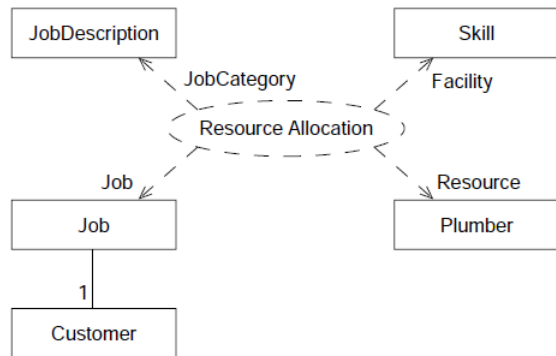 JobDescription
Skill
JobCategory
Facility
Resource Allocation
Job
Resource
Job
Plumber
1
Customer